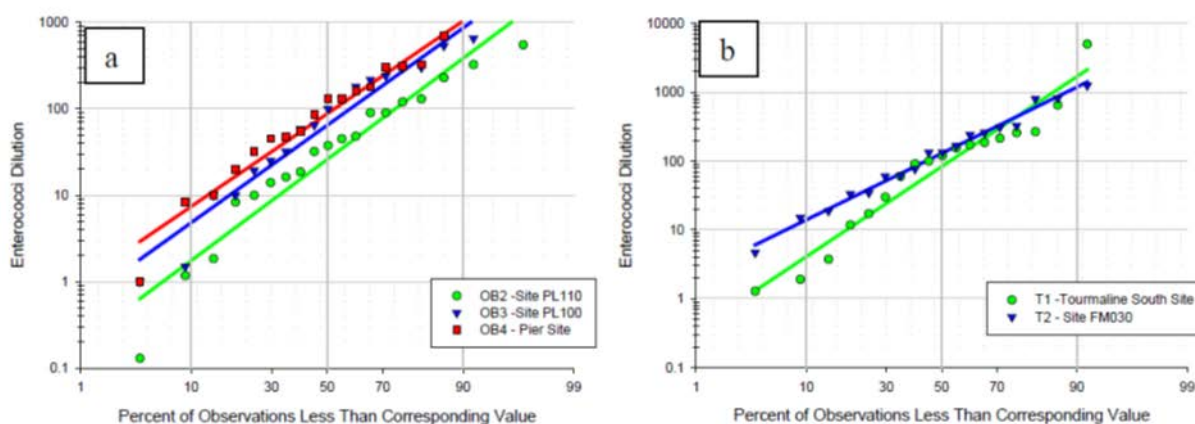 a
1000
100
10
1
0.1
Enterococci Dilution
OB2 -Site PL110
OB3 -Site PL100
OB4 - Pier Site
1 10 30 50 70 90 99
Percent of Observations Less Than Corresponding Value
b
10000
1000
100
10
1
0.1
Enterococci Dilution
T1 -Tourmaline South Site
T2 - Site FM030
1 10 30 50 70 90 99
Percent of Observations Less Than Corresponding Value